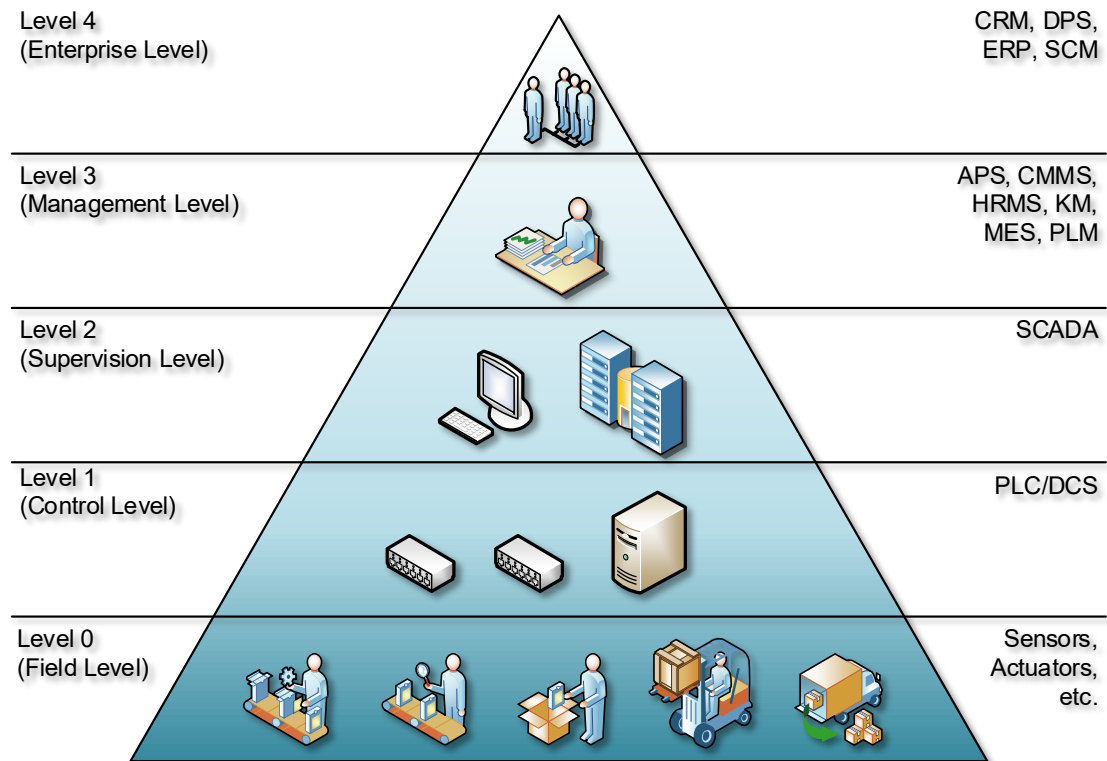 Level 4
(Enterprise Level)
CRM, DPS,
ERP, SCM
Level 3
(Management Level)
APS, CMMS,
HRMS, KM,
MES, PLM
Level 2
(Supervision Level)
SCADA
Level 1
(Control Level)
PLC/DCS
Level 0
(Field Level)
Sensors,
Actuators,
etc.